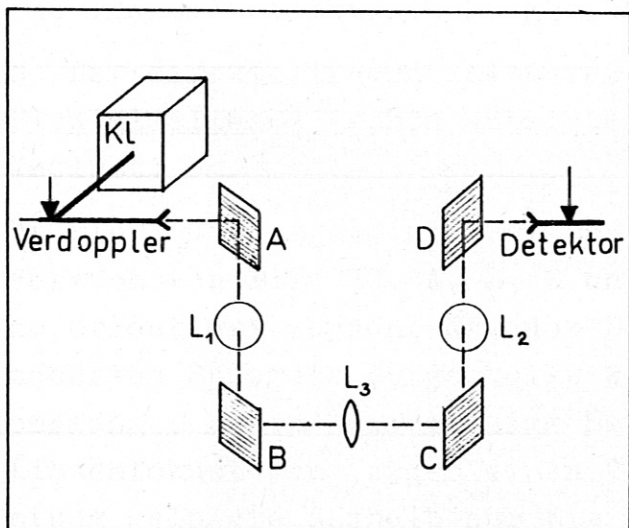 Kl
Verdoppler
A
D
Detektor
L₁
L₂
L₃
B
C